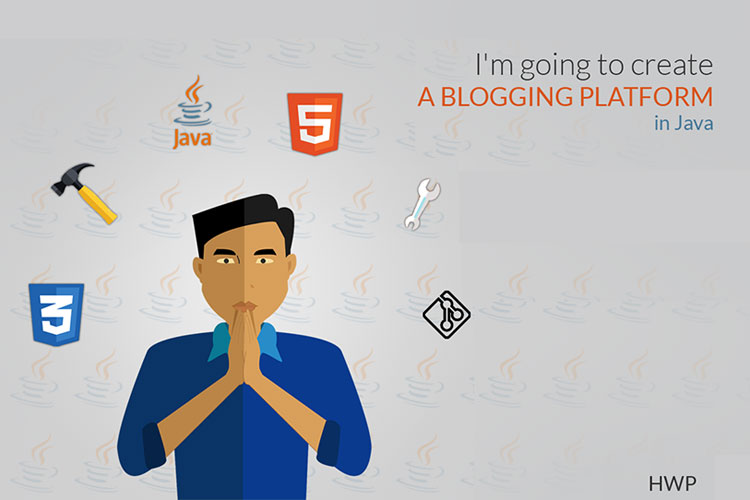 I'm going to create
A BLOGGING PLATFORM
in Java
Java
5
3
HWP